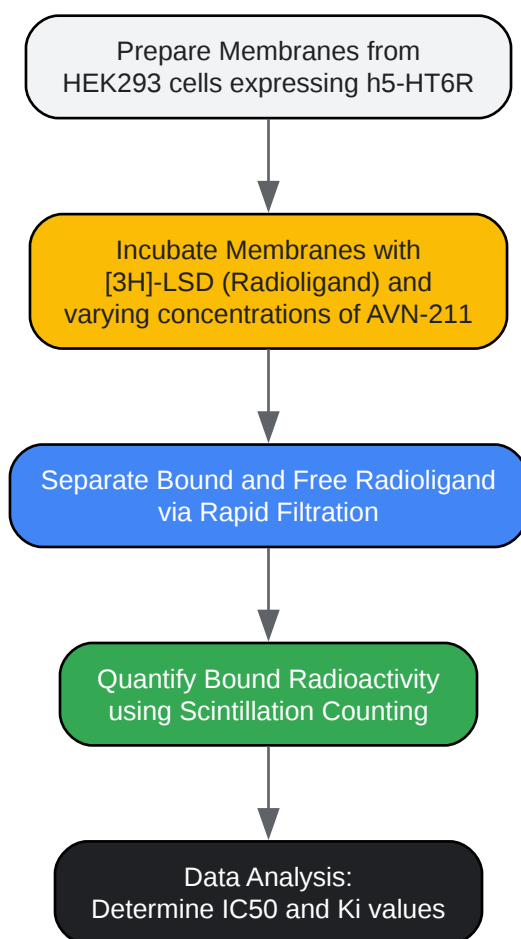 Prepare Membranes from
HEK293 cells expressing h5-HT6R
Incubate Membranes with
[3H]-LSD (Radioligand) and
varying concentrations of AVN-211
Separate Bound and Free Radioligand
via Rapid Filtration
Quantify Bound Radioactivity
using Scintillation Counting
Data Analysis:
Determine IC50 and Ki values